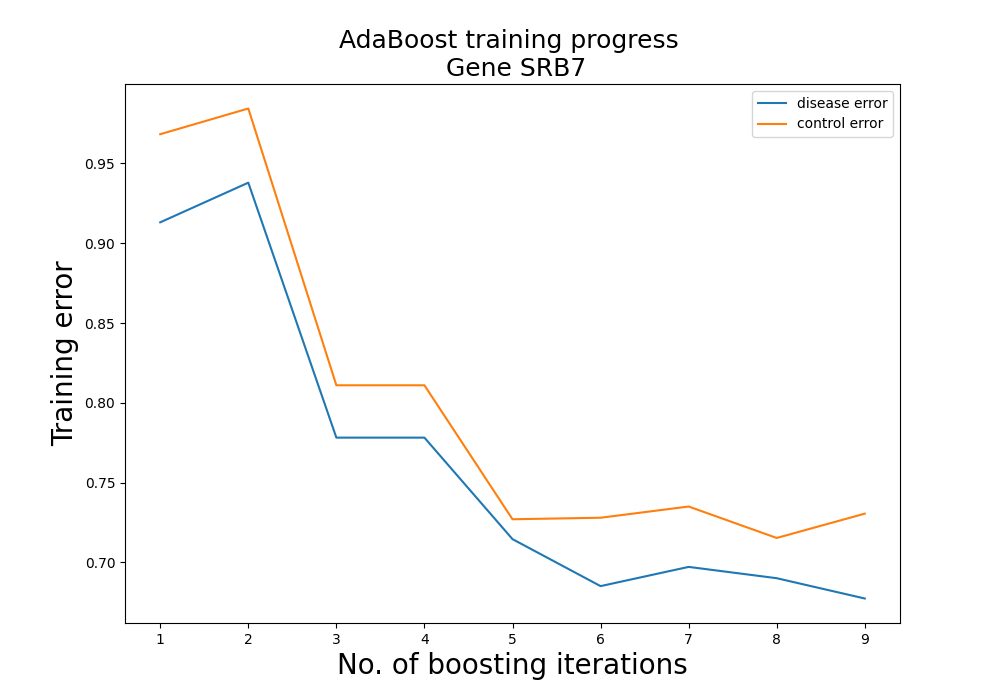 AdaBoost training progress
Gene SRB7
disease error
control error
Training error
0.95
0.90
0.85
0.80
0.75
0.70
1 2 3 4 5 6 7 8 9
No. of boosting iterations